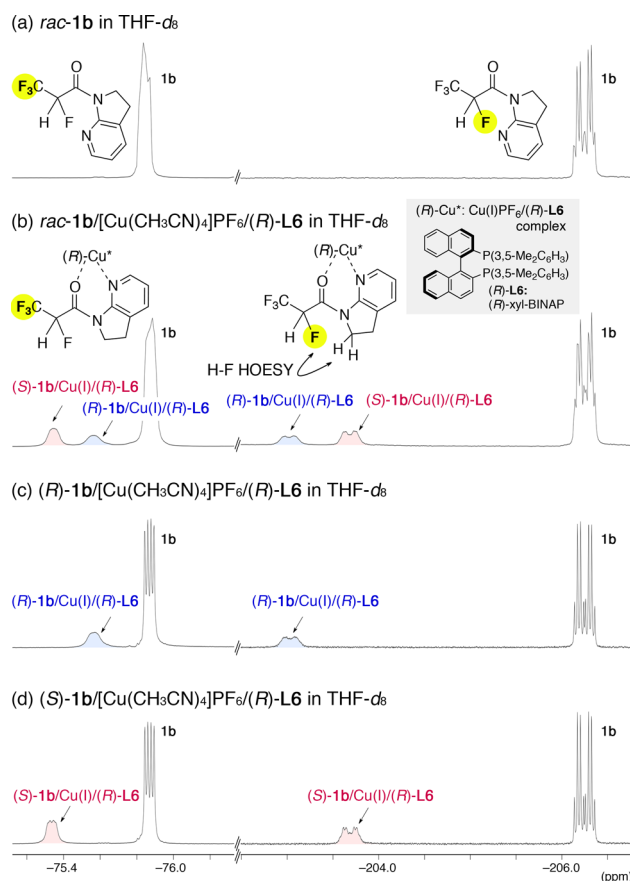 (a) rac-1b in THF-d8
F3C
O
N
H
F
N
1b
F3C
O
N
H
F
N
1b
(b) rac-1b/[Cu(CH3CN)4]PF6/(R)-L6 in THF-d8
(R)-Cu*: Cu(I)PF6/(R)-L6
complex
P(3,5-Me2C6H3)
P(3,5-Me2C6H3)
(R)-L6:
(R)-xyl-BINAP
(R)-Cu*
O
N
F3C
N
H
F
1b
(R)-Cu*
O
N
F3C
N
H
F
H
H
H-F HOESY
1b
(S)-1b/Cu(I)/(R)-L6
(R)-1b/Cu(I)/(R)-L6
(R)-1b/Cu(I)/(R)-L6
(S)-1b/Cu(I)/(R)-L6
(c) (R)-1b/[Cu(CH3CN)4]PF6/(R)-L6 in THF-d8
1b
1b
(R)-1b/Cu(I)/(R)-L6
(R)-1b/Cu(I)/(R)-L6
(d) (S)-1b/[Cu(CH3CN)4]PF6/(R)-L6 in THF-d8
1b
1b
(S)-1b/Cu(I)/(R)-L6
(S)-1b/Cu(I)/(R)-L6
−75.4
−76.0
−204.0
−206.0
(ppm)